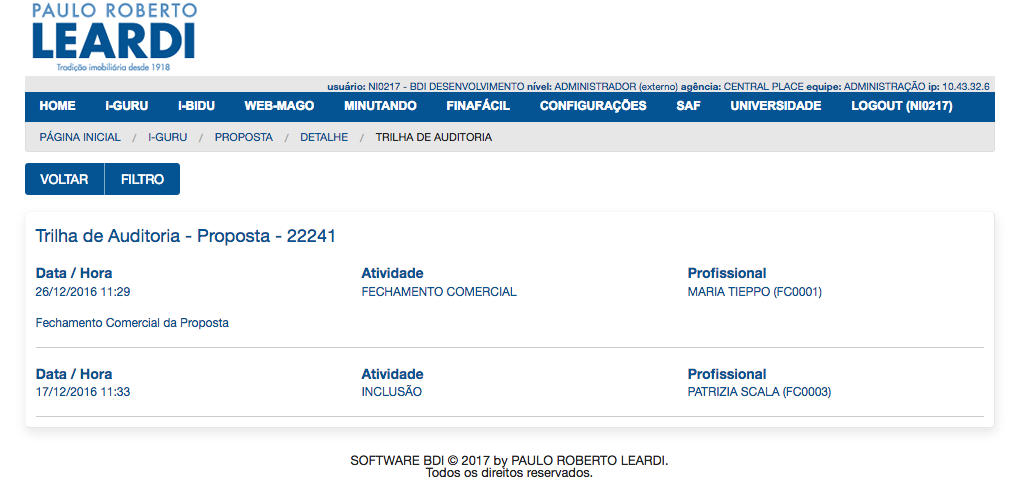 PAULO ROBERTO
LEARDI
Tradição imobiliária desde 1918
usuário: NI0217 - BDI DESENVOLVIMENTO nível: ADMINISTRADOR (externo) agência: CENTRAL PLACE equipe: ADMINISTRAÇÃO ip: 10.43.32.6
HOME I-GURU I-BIDU WEB-MAGO MINUTANDO FINAFÁCIL CONFIGURAÇÕES SAF UNIVERSIDADE LOGOUT (NI0217)
PÁGINA INICIAL / I-GURU / PROPOSTA / DETALHE / TRILHA DE AUDITORIA
VOLTAR FILTRO
Trilha de Auditoria - Proposta - 22241
Data / Hora Atividade Profissional
26/12/2016 11:29 FECHAMENTO COMERCIAL MARIA TIEPPO (FC0001)
Fechamento Comercial da Proposta
Data / Hora Atividade Profissional
17/12/2016 11:33 INCLUSÃO PATRIZIA SCALA (FC0003)
SOFTWARE BDI © 2017 by PAULO ROBERTO LEARDI.
Todos os direitos reservados.